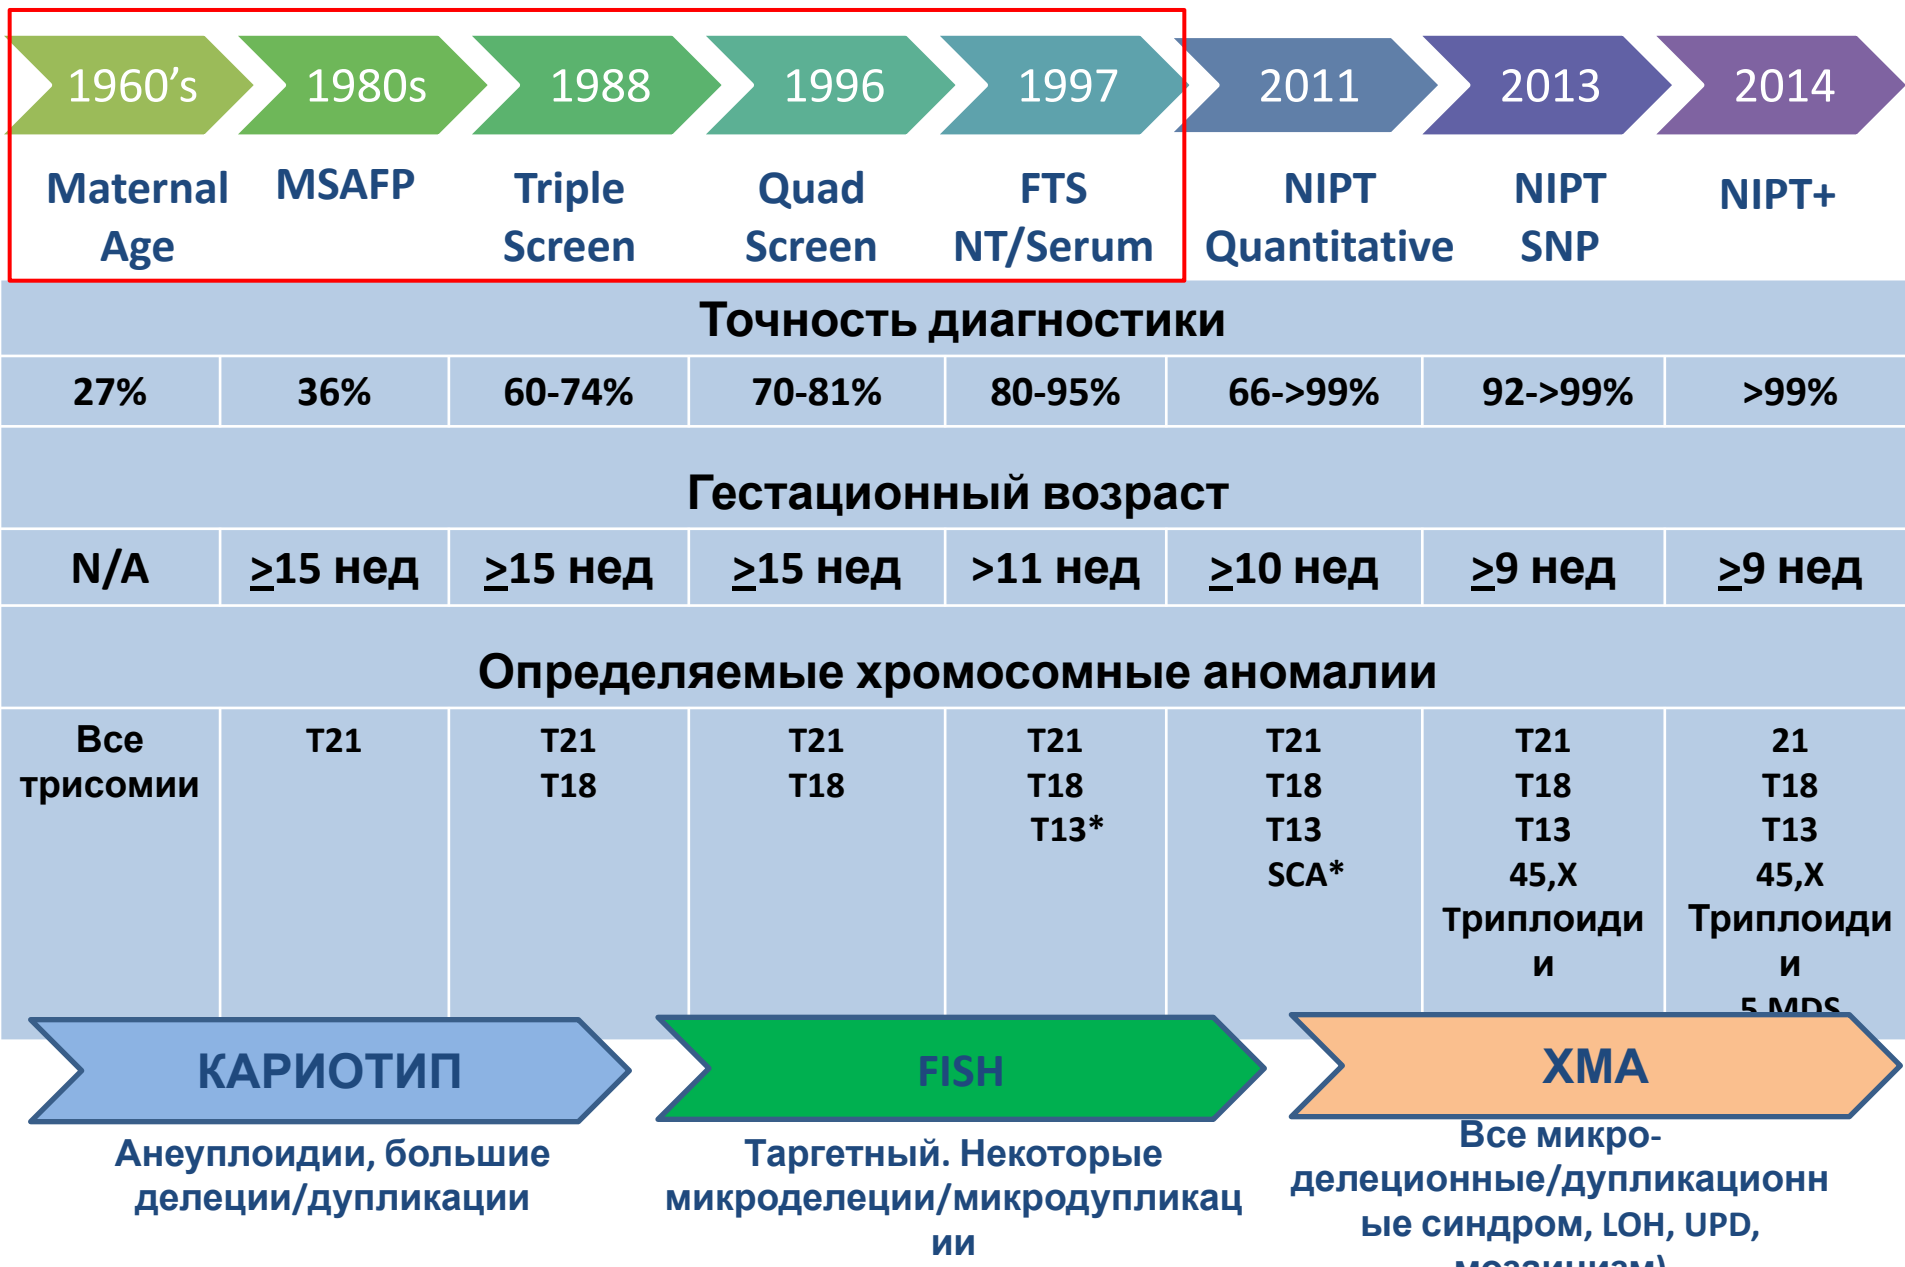 1960’s 1980s 1988 1996 1997 2011 2013 2014
Maternal MSAFP Triple Quad FTS NIPT NIPT NIPT+
Age Screen Screen NT/Serum Quantitative SNP
Точность диагностики
27% 36% 60-74% 70-81% 80-95% 66->99% 92->99% >99%
Гестационный возраст
N/A ≥15 нед ≥15 нед ≥15 нед >11 нед ≥10 нед ≥9 нед ≥9 нед
Определяемые хромосомные аномалии
Все T21 T21 T21 T21 T21 T21 21
трисомии T18 T18 T18 T18 T18 T18
T13* T13 T13 T13
SCA* 45,X 45,X
Триплоиди Триплоиди
и и
5 MDS
КАРИОТИП FISH ХМА
Анеуплоидии, большие
делеции/дупликации
Таргетный. Некоторые
микроделеции/микродупликац
ии
Все микро-
делеционные/дупликационн
ые синдром, LOH, UPD,
мозаицизм)